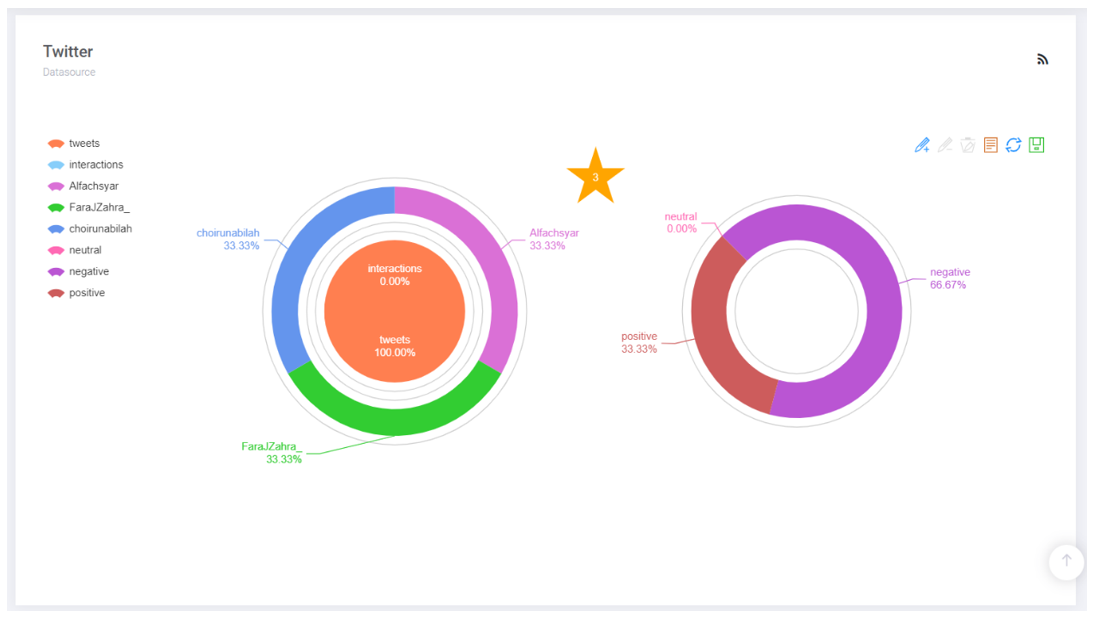 Twitter
Datasource
tweets
interactions
Alfachsyar
FaraJZahra_
choirunabilah
neutral
negative
positive
choirunabilah
33.33%
Alfachsyar
33.33%
FaraJZahra_
33.33%
interactions
0.00%
tweets
100.00%
3
neutral
0.00%
negative
66.67%
positive
33.33%